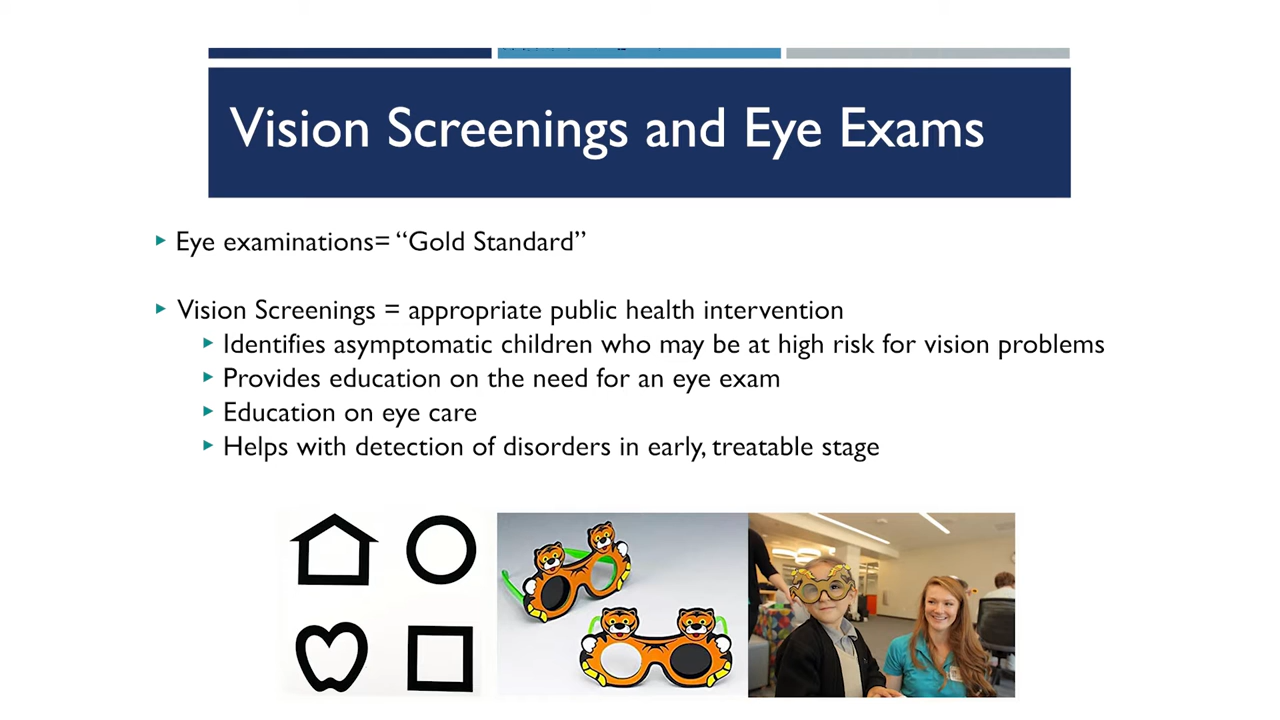 Vision Screenings and Eye Exams
Eye examinations= “Gold Standard”
Vision Screenings = appropriate public health intervention
Identifies asymptomatic children who may be at high risk for vision problems
Provides education on the need for an eye exam
Education on eye care
Helps with detection of disorders in early, treatable stage